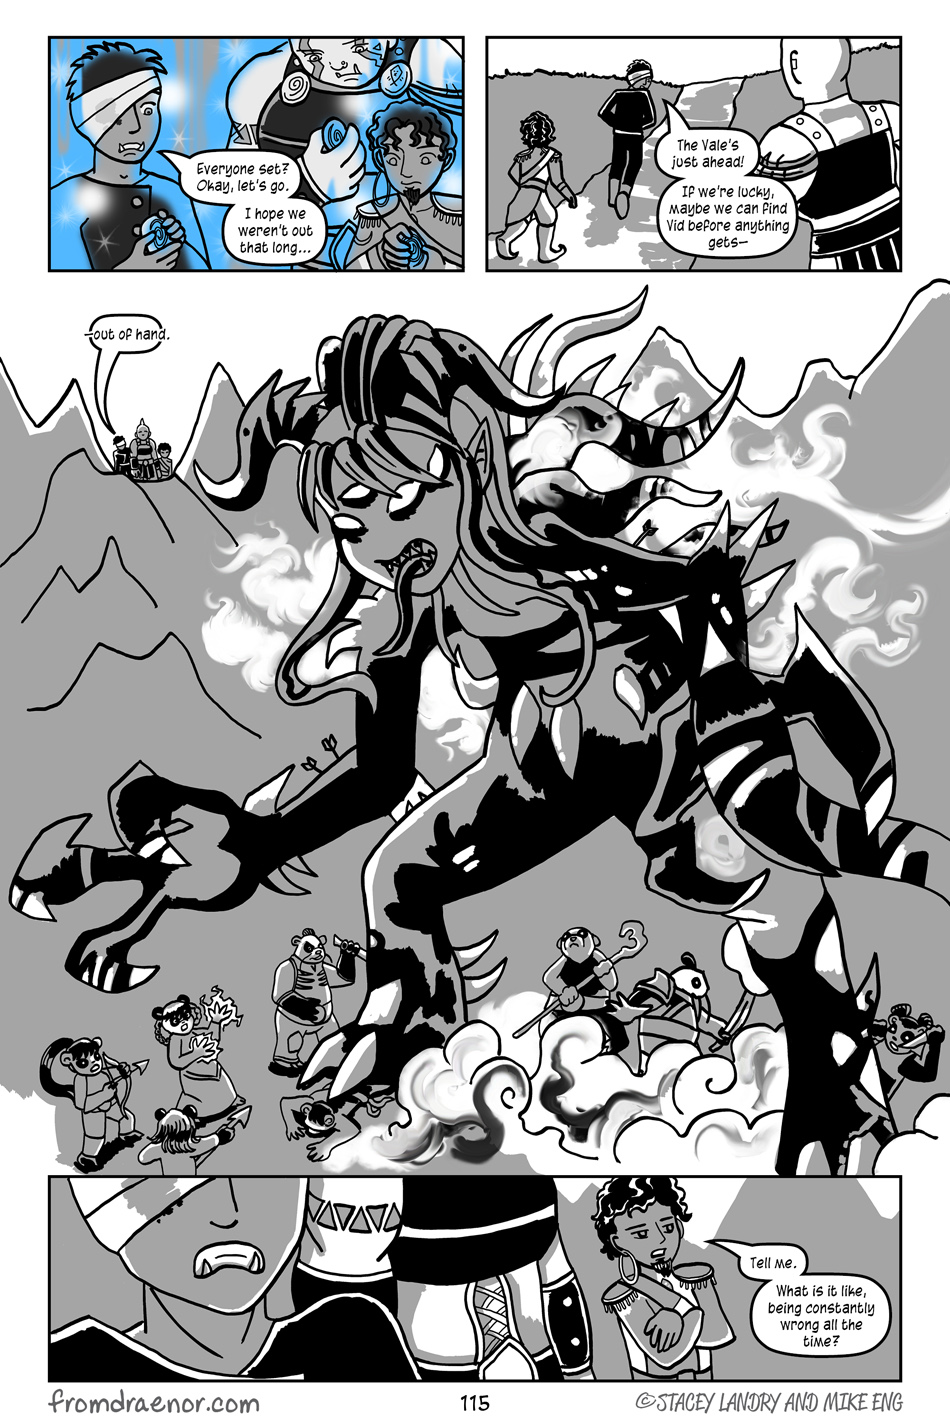 Everyone set?
Okay, let's go.
I hope we
weren't out
that long...
The Vale's
just ahead!
If we're lucky,
maybe we can find
Vid before anything
gets—
—out of hand.
Tell me.
What is it like,
being constantly
wrong all the
time?
fromdraenor.com
115
©STACEY LANDRY AND MIKE ENG